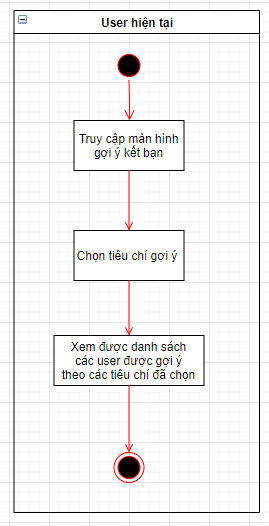 User hiện tại
Truy cập màn hình
gợi ý kết bạn
Chọn tiêu chí gợi ý
Xem được danh sách
các user được gợi ý
theo các tiêu chí đã chọn